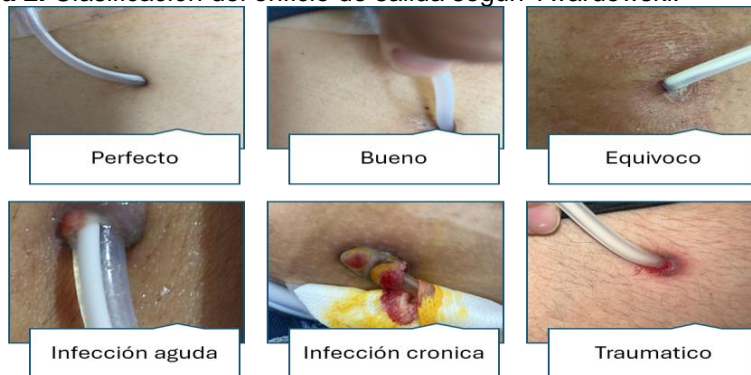 Clasificación del orificio de salida según Twardowski.
Perfecto
Bueno
Equivoco
Infección aguda
Infección cronica
Traumatico